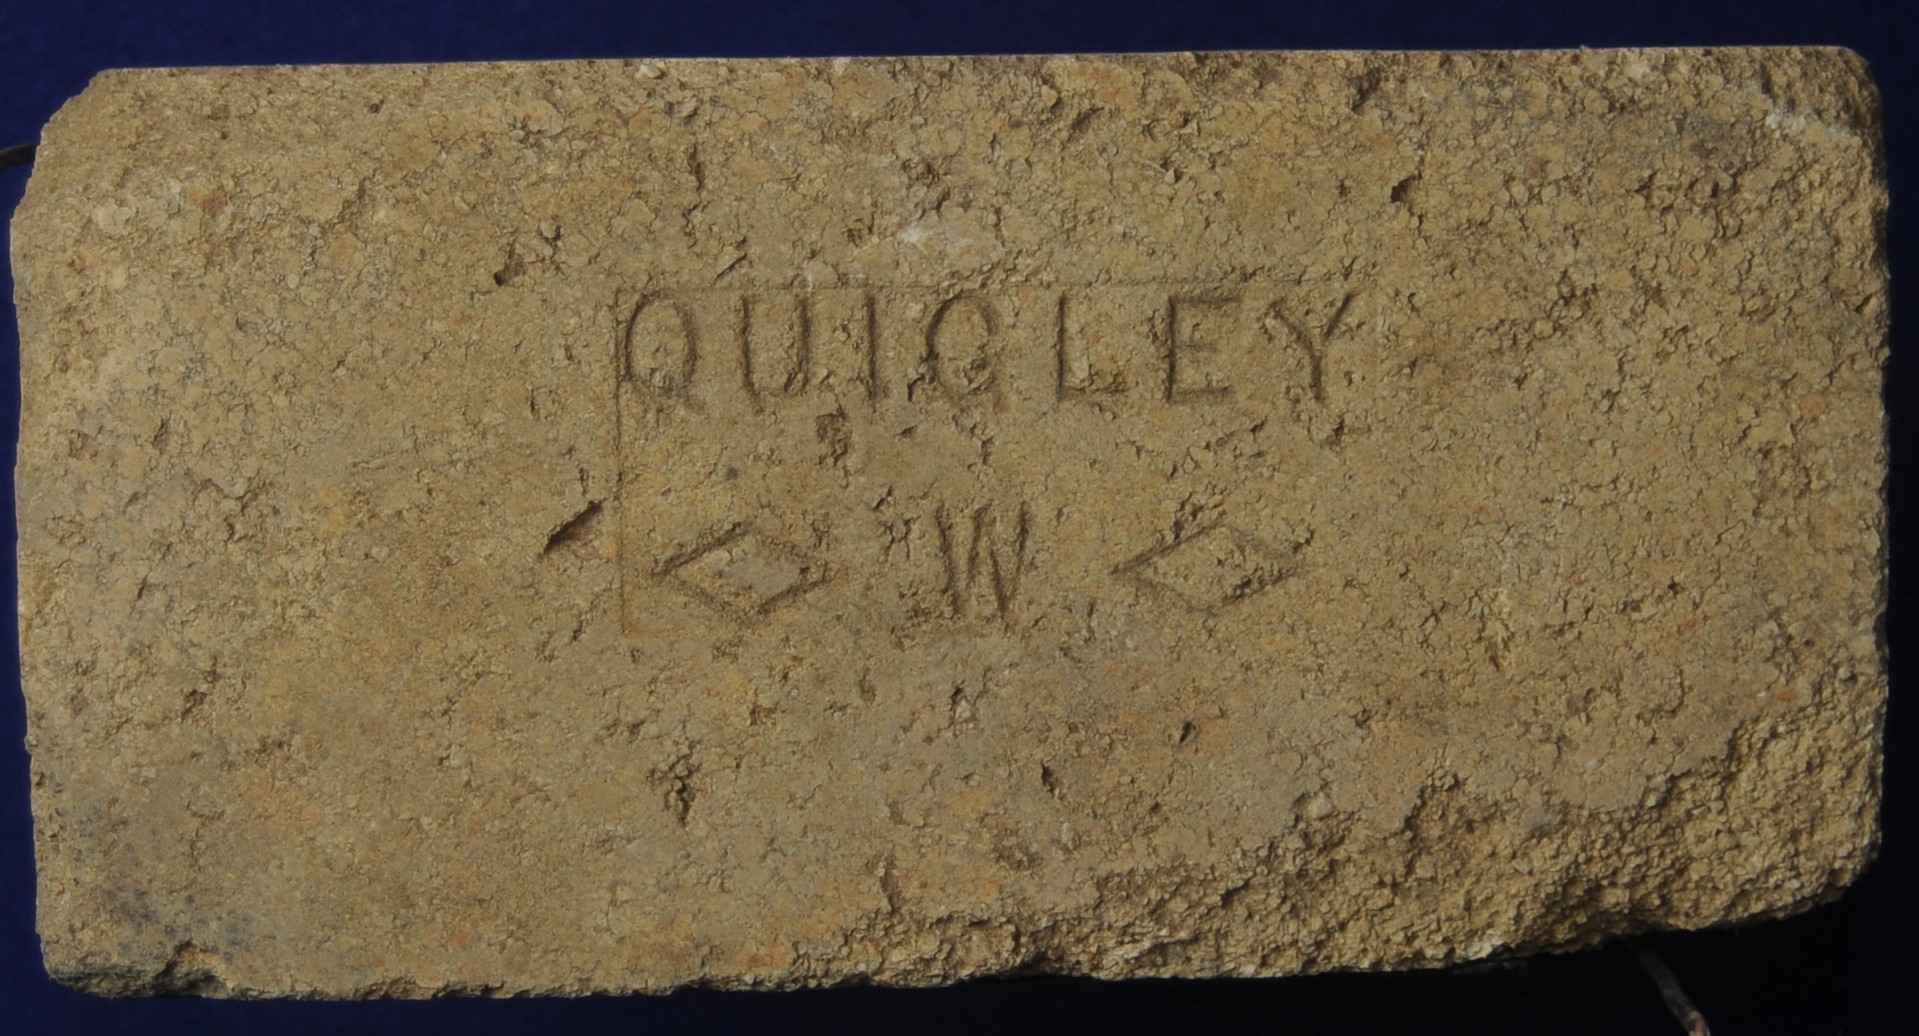 QUIGLEY
◇ W ◇